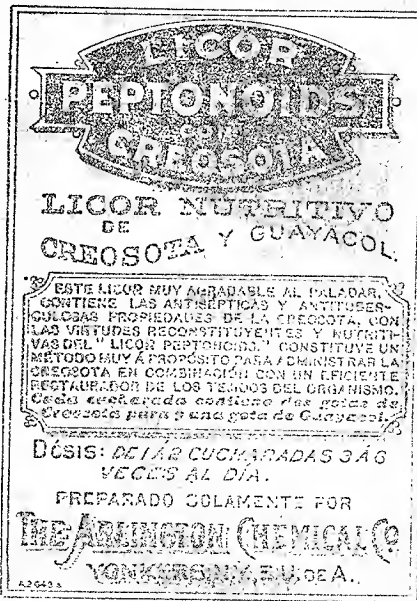 LICOR
PEPTONOIDS
CON
CREOSOTA
LICOR NUTRITIVO
DE
CREOSOTA Y GUAYACOL.
ESTE LICOR MUY AGRADABLE AL PALADAR,
CONTIENE LAS ANTISÉPTICAS Y ANTITUBER-
CULOSAS PROPIEDADES DE LA CREOSOTA, CON
LAS VIRTUDES RECONSTITUYENTES Y NUTRITI-
VAS DEL "LICOR PEPTONOIDS." CONSTITUYE UN
MÉTODO MUY Á PROPÓSITO PARA ADMINISTRAR LA
CREOSOTA EN COMBINACIÓN CON UN EFICIENTE
RESTAURADOR DE LOS TEJIDOS DEL ORGANISMO.
Cada cucharada contiene dos gotas de
Creosota pura y una gota de Guayacol.
DÓSIS: DE 1 Á 2 CUCHARADAS 3 Á 6
VECES AL DÍA.
PREPARADO SOLAMENTE POR
THE ARLINGTON CHEMICAL CO
YONKERS, N.Y., E.U. DE A.